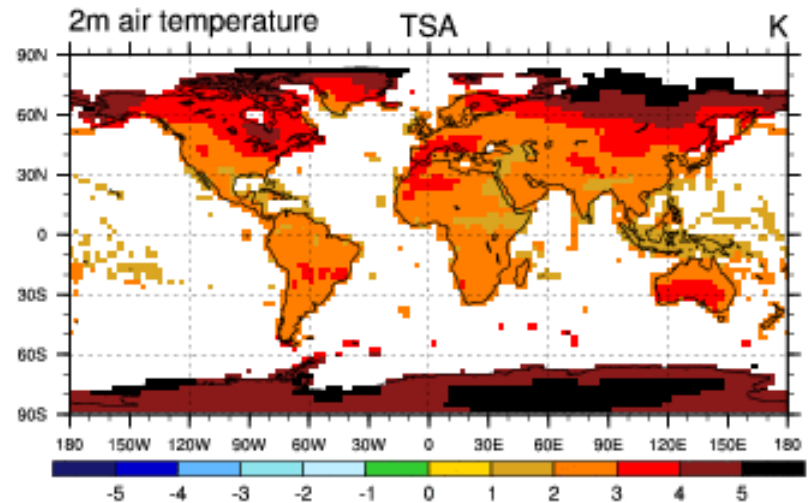 2m air temperature TSA K
90N
60N
30N
0
30S
60S
90S
180 150W 120W 90W 60W 30W 0 30E 60E 90E 120E 150E 180
-5 -4 -3 -2 -1 0 1 2 3 4 5